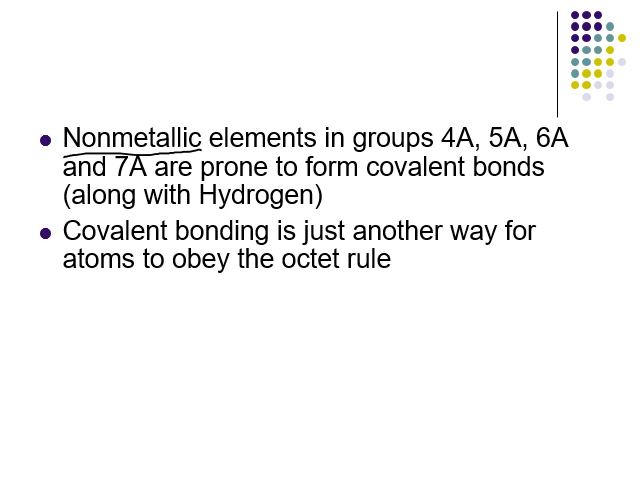 Nonmetallic elements in groups 4A, 5A, 6A
and 7A are prone to form covalent bonds
(along with Hydrogen)
Covalent bonding is just another way for
atoms to obey the octet rule